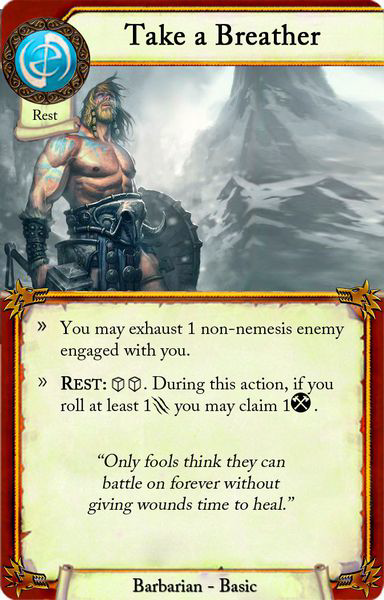 Take a Breather
Rest
» You may exhaust 1 non-nemesis enemy
engaged with you.
» REST: . During this action, if you
roll at least 1 you may claim 1 .
“Only fools think they can
battle on forever without
giving wounds time to heal.”
Barbarian - Basic